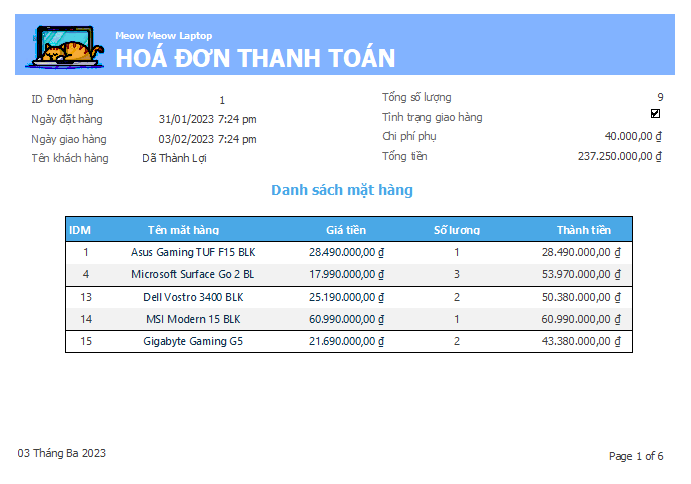 Meow Meow Laptop
HOÁ ĐƠN THANH TOÁN
ID Đơn hàng 1
Ngày đặt hàng 31/01/2023 7:24 pm
Ngày giao hàng 03/02/2023 7:24 pm
Tên khách hàng Dã Thành Lợi
Tổng số lượng 9
Tình trạng giao hàng
Chi phí phụ 40.000,00 ₫
Tổng tiền 237.250.000,00 ₫
Danh sách mặt hàng
IDM Tên mặt hàng Giá tiền Số lượng Thành tiền
1 Asus Gaming TUF F15 BLK 28.490.000,00 ₫ 1 28.490.000,00 ₫
4 Microsoft Surface Go 2 BL 17.990.000,00 ₫ 3 53.970.000,00 ₫
13 Dell Vostro 3400 BLK 25.190.000,00 ₫ 2 50.380.000,00 ₫
14 MSI Modern 15 BLK 60.990.000,00 ₫ 1 60.990.000,00 ₫
15 Gigabyte Gaming G5 21.690.000,00 ₫ 2 43.380.000,00 ₫
03 Tháng Ba 2023
Page 1 of 6